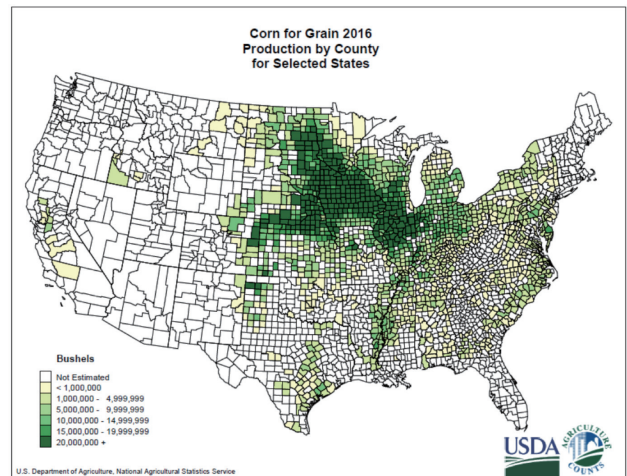 Corn for Grain 2016
Production by County
for Selected States
Bushels
Not Estimated
< 1,000,000
1,000,000 - 4,999,999
5,000,000 - 9,999,999
10,000,000 - 14,999,999
15,000,000 - 19,999,999
20,000,000 +
U.S. Department of Agriculture, National Agricultural Statistics Service
USDA
AGRICULTURE
COUNTS